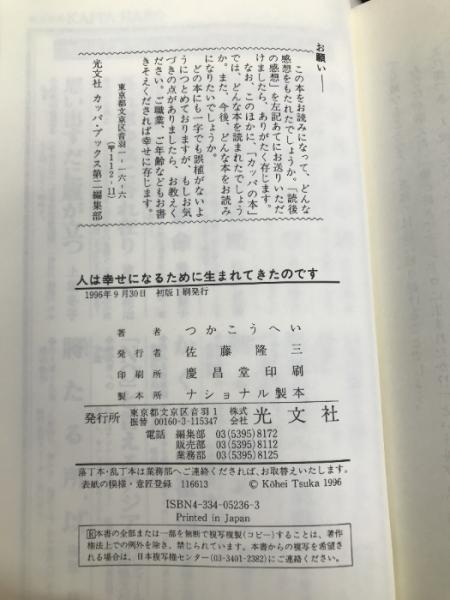 お願い――
この本をお読みになって、どんな
感想をもたれたでしょうか。「読後
の感想」を左記あてにお送りいただ
けましたら、ありがたく存じます。
なお、このほかに、「カッパの本」
では、どんな本を読まれたでしょう
か。また、今後、どんな本をお読み
になりたいでしょうか。
どの本にも一字でも誤植がないよ
うにつとめておりますが、もしお気
づきの点がありましたら、お教えく
ださい。ご職業、ご年齢などもお書
きそえくだされば幸せに存じます。
東京都文京区音羽一-一六-六
(〒112-11)
光文社 カッパ・ブックス第二編集部
人は幸せになるために生まれてきたのです
1996年9月30日 初版1刷発行
著者 つかこうへい
発行者 佐藤隆三
印刷所 慶昌堂印刷
製本所 ナショナル製本
発行所 東京都文京区音羽1 株式会社 光文社
振替 00160-3-115347
電話 編集部 03(5395)8172
販売部 03(5395)8112
業務部 03(5395)8125
落丁本・乱丁本は業務部へご連絡くだされば、お取替えいたします。
表紙の模様・意匠登録 116613 © Kōhei Tsuka 1996
ISBN4-334-05236-3
Printed in Japan
R本書の全部または一部を無断で複写複製(コピー)することは、著作
権法上での例外を除き、禁じられています。本書からの複写を希望さ
れる場合は、日本複写権センター(03-3401-2382)にご連絡ください。